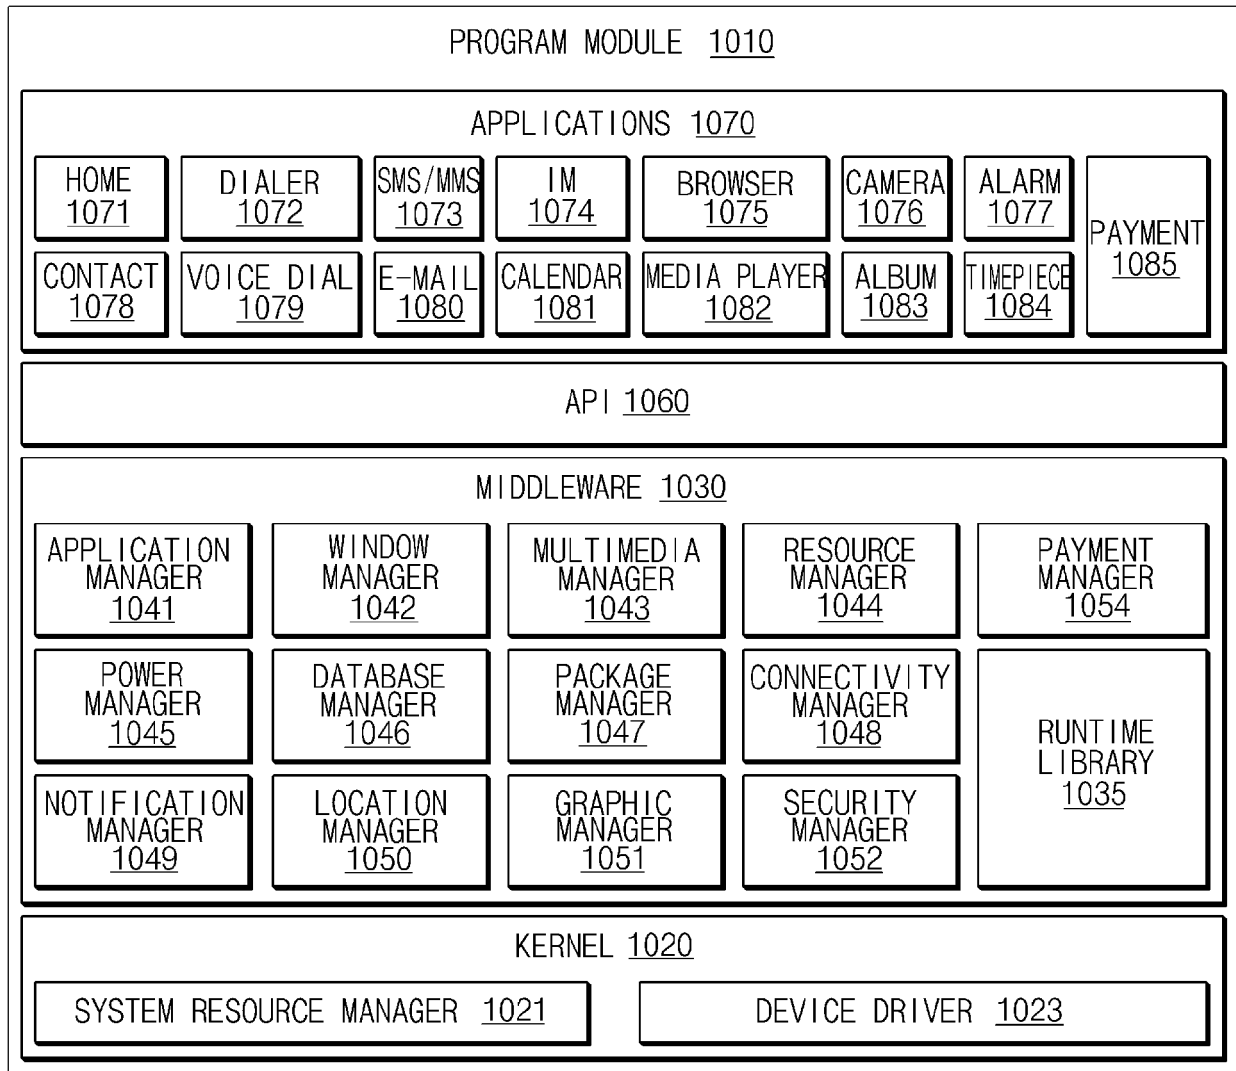 PROGRAM MODULE 1010
APPLICATIONS 1070
HOME
1071
DIALER
1072
SMS/MMS
1073
IM
1074
BROWSER
1075
CAMERA
1076
ALARM
1077
PAYMENT
1085
CONTACT
1078
VOICE DIAL
1079
E-MAIL
1080
CALENDAR
1081
MEDIA PLAYER
1082
ALBUM
1083
TIMEPIECE
1084
API 1060
MIDDLEWARE 1030
APPLICATION
MANAGER
1041
WINDOW
MANAGER
1042
MULTIMEDIA
MANAGER
1043
RESOURCE
MANAGER
1044
PAYMENT
MANAGER
1054
POWER
MANAGER
1045
DATABASE
MANAGER
1046
PACKAGE
MANAGER
1047
CONNECTIVITY
MANAGER
1048
RUNTIME
LIBRARY
1035
NOTIFICATION
MANAGER
1049
LOCATION
MANAGER
1050
GRAPHIC
MANAGER
1051
SECURITY
MANAGER
1052
KERNEL 1020
SYSTEM RESOURCE MANAGER 1021
DEVICE DRIVER 1023